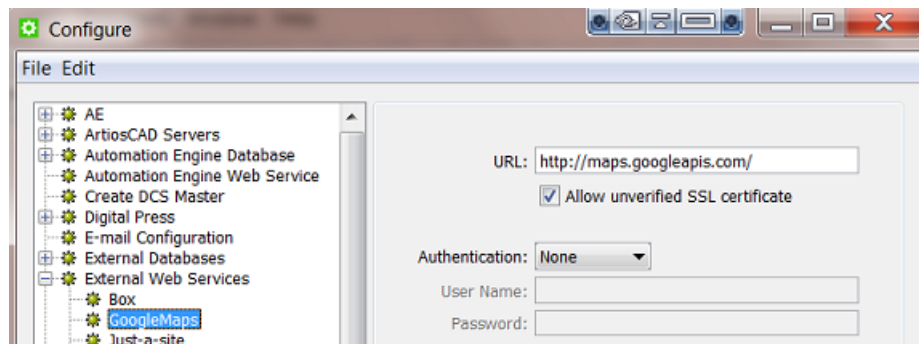 Configure
File Edit
AE
ArtiosCAD Servers
Automation Engine Database
Automation Engine Web Service
Create DCS Master
Digital Press
E-mail Configuration
External Databases
External Web Services
Box
GoogleMaps
Just-a-site
URL: http://maps.googleapis.com/
Allow unverified SSL certificate
Authentication: None
User Name:
Password: